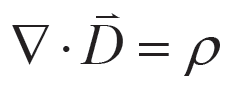 ∇ · D⃗ = ρ